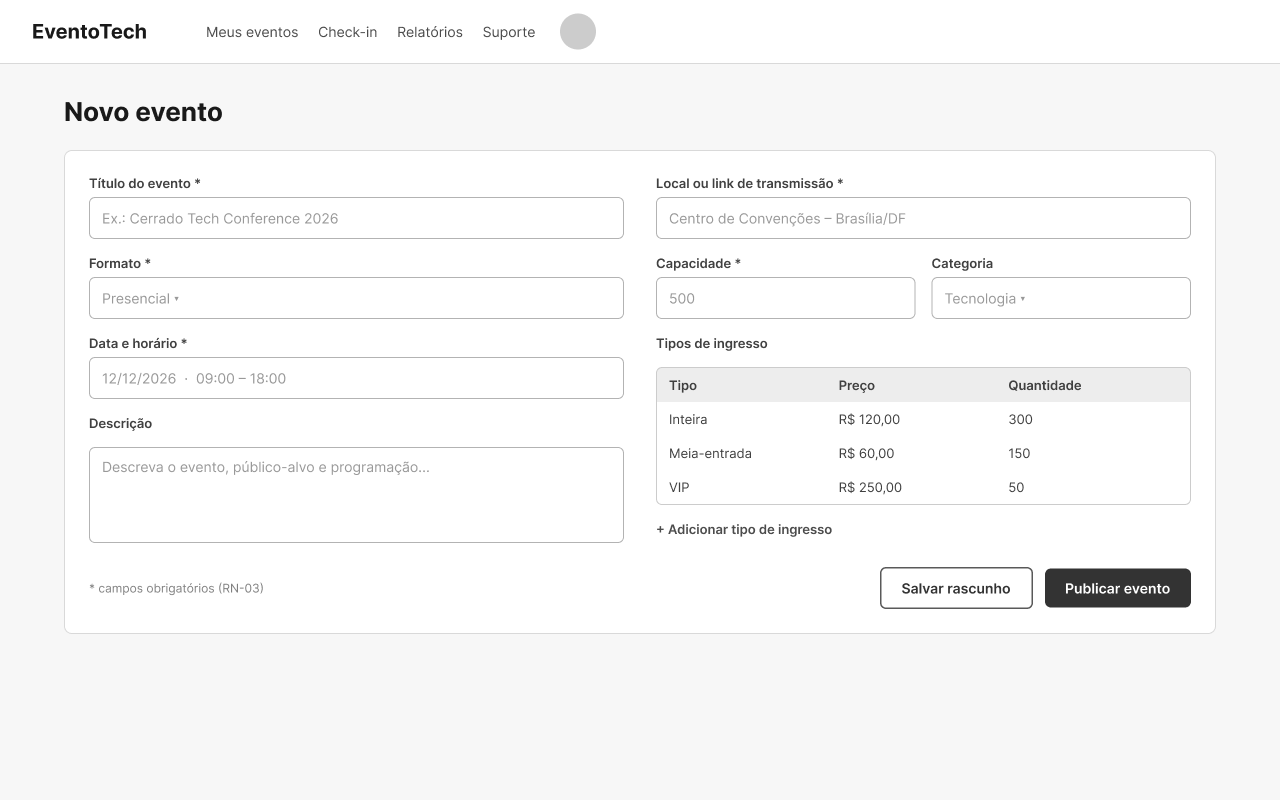 EventoTech
Meus eventos Check-in Relatórios Suporte
Novo evento
Título do evento *
Ex.: Cerrado Tech Conference 2026
Formato *
Presencial ▾
Data e horário *
12/12/2026 · 09:00 – 18:00
Descrição
Descreva o evento, público-alvo e programação...
Local ou link de transmissão *
Centro de Convenções – Brasília/DF
Capacidade * Categoria
500 Tecnologia ▾
Tipos de ingresso
Tipo Preço Quantidade
Inteira R$ 120,00 300
Meia-entrada R$ 60,00 150
VIP R$ 250,00 50
+ Adicionar tipo de ingresso
* campos obrigatórios (RN-03)
Salvar rascunho Publicar evento